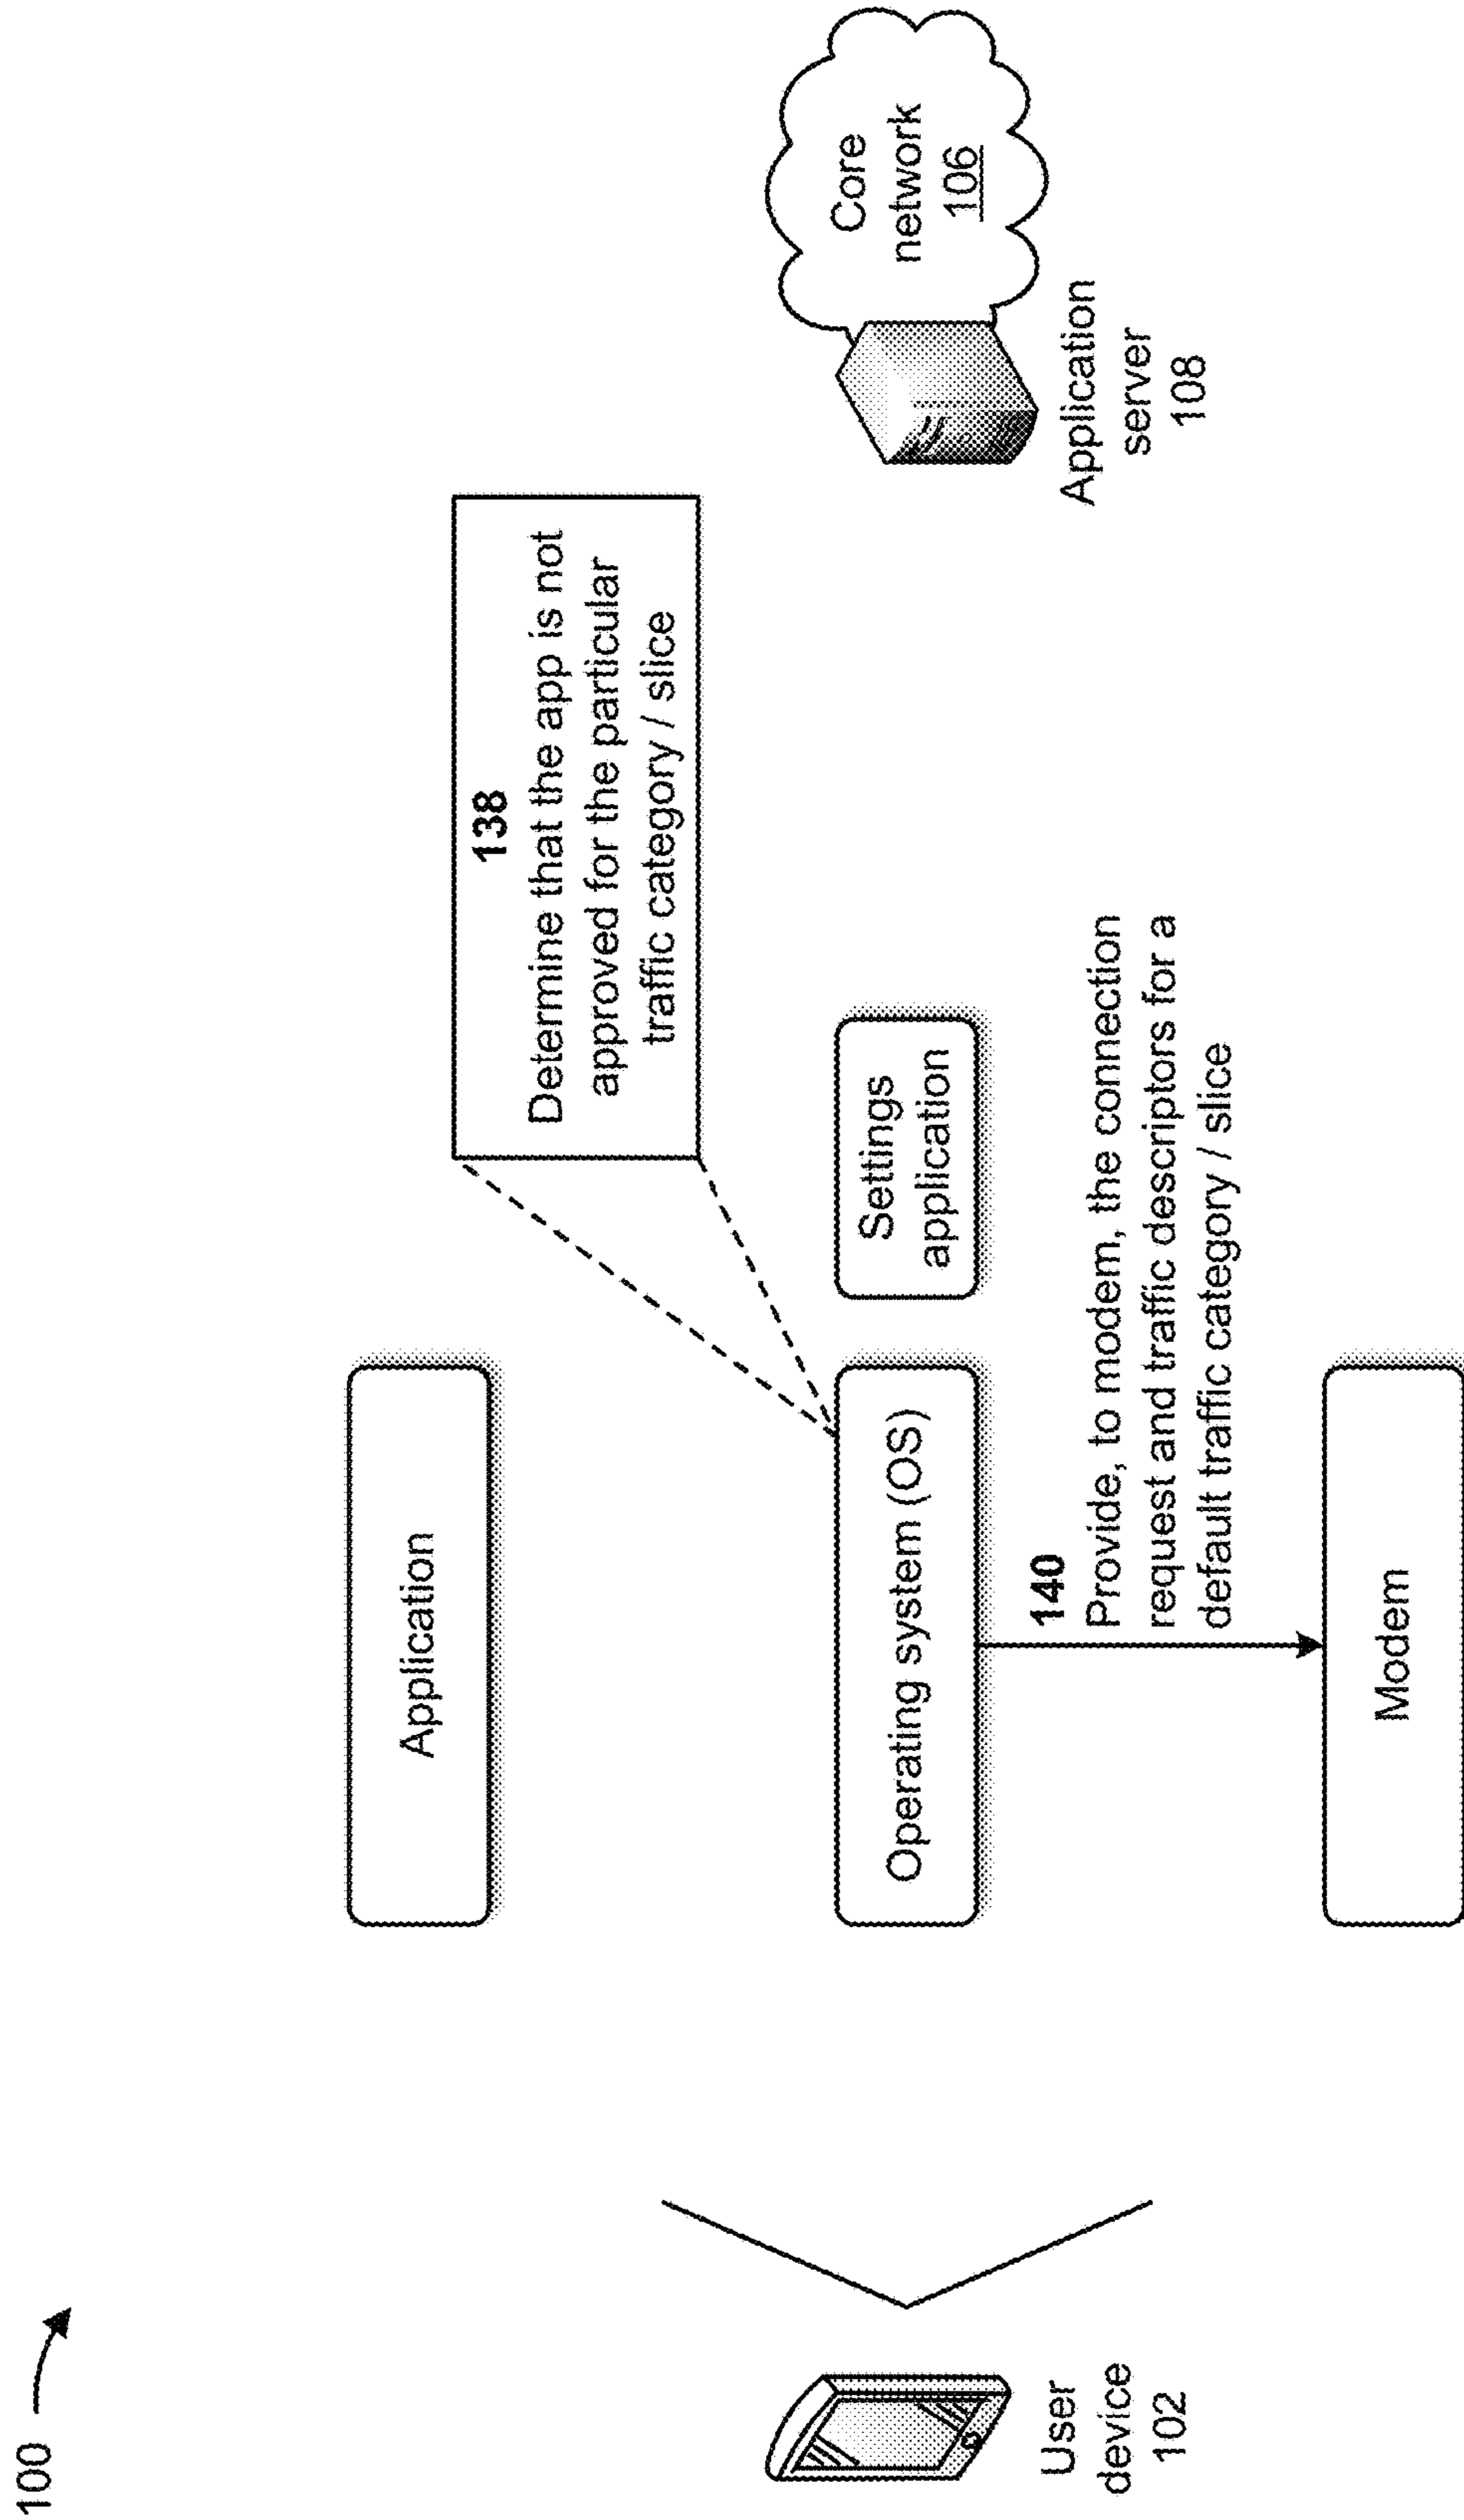 100
Application
138
Determine that the app is not
approved for the particular
traffic category / slice
User
device
102
Operating system (OS)
Settings
application
Core
network
106
Application
server
108
140
Provide, to modem, the connection
request and traffic descriptors for a
default traffic category / slice
Modem